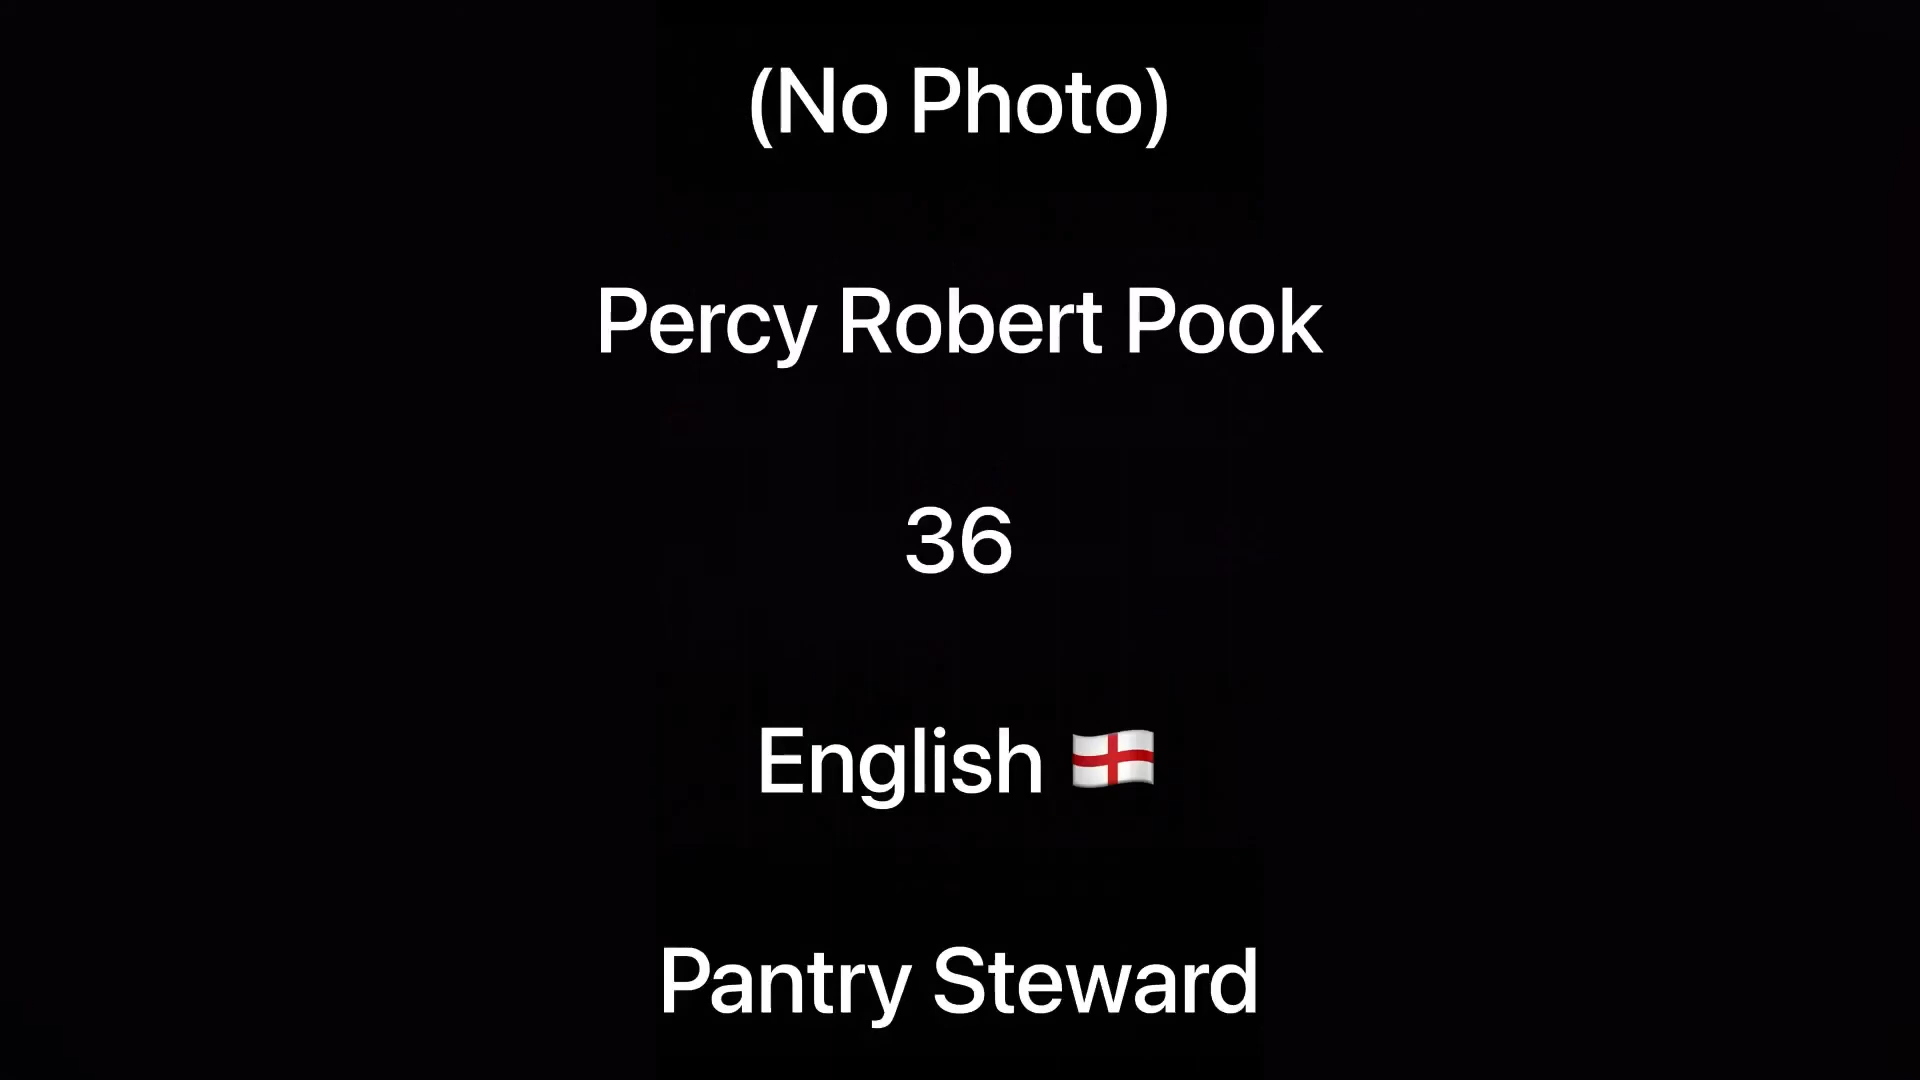 (No Photo)
Percy Robert Pook
36
English 🏴󠁧󠁢󠁥󠁮󠁧󠁿
Pantry Steward